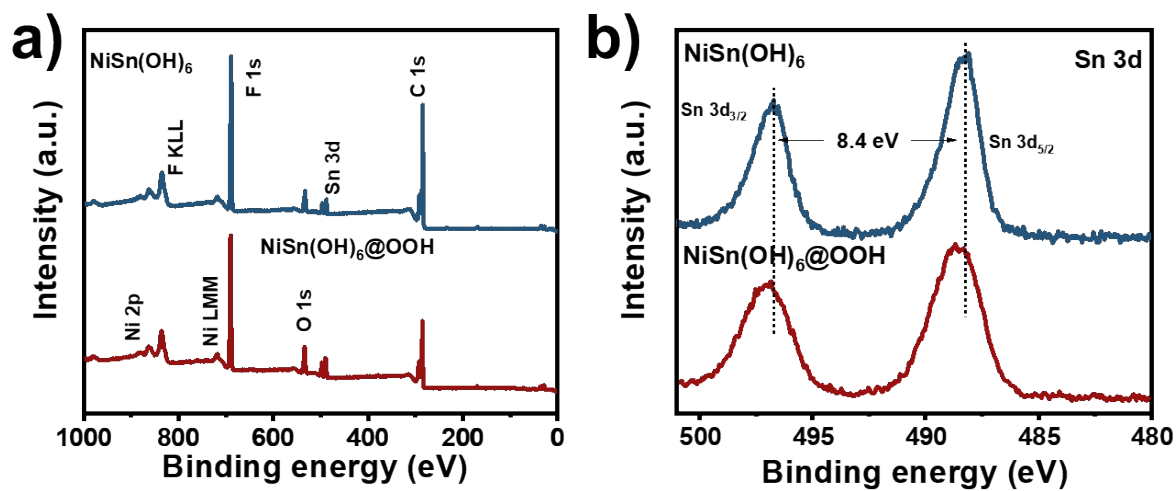 a)
NiSn(OH)₆
F KLL
F 1s
Sn 3d
C 1s
NiSn(OH)₆@OOH
Ni 2p
Ni LMM
O 1s
Intensity (a.u.)
1000 800 600 400 200 0
Binding energy (eV)
b)
NiSn(OH)₆
Sn 3d
Sn 3d₃/₂
8.4 eV
Sn 3d₅/₂
NiSn(OH)₆@OOH
Intensity (a.u.)
500 495 490 485 480
Binding energy (eV)